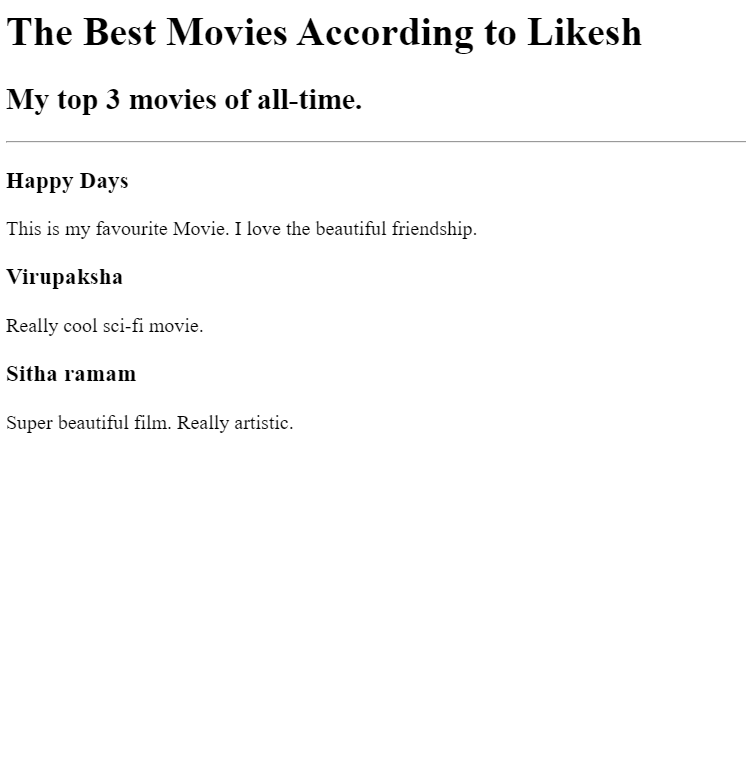 The Best Movies According to Likesh
My top 3 movies of all-time.
Happy Days
This is my favourite Movie. I love the beautiful friendship.
Virupaksha
Really cool sci-fi movie.
Sitha ramam
Super beautiful film. Really artistic.